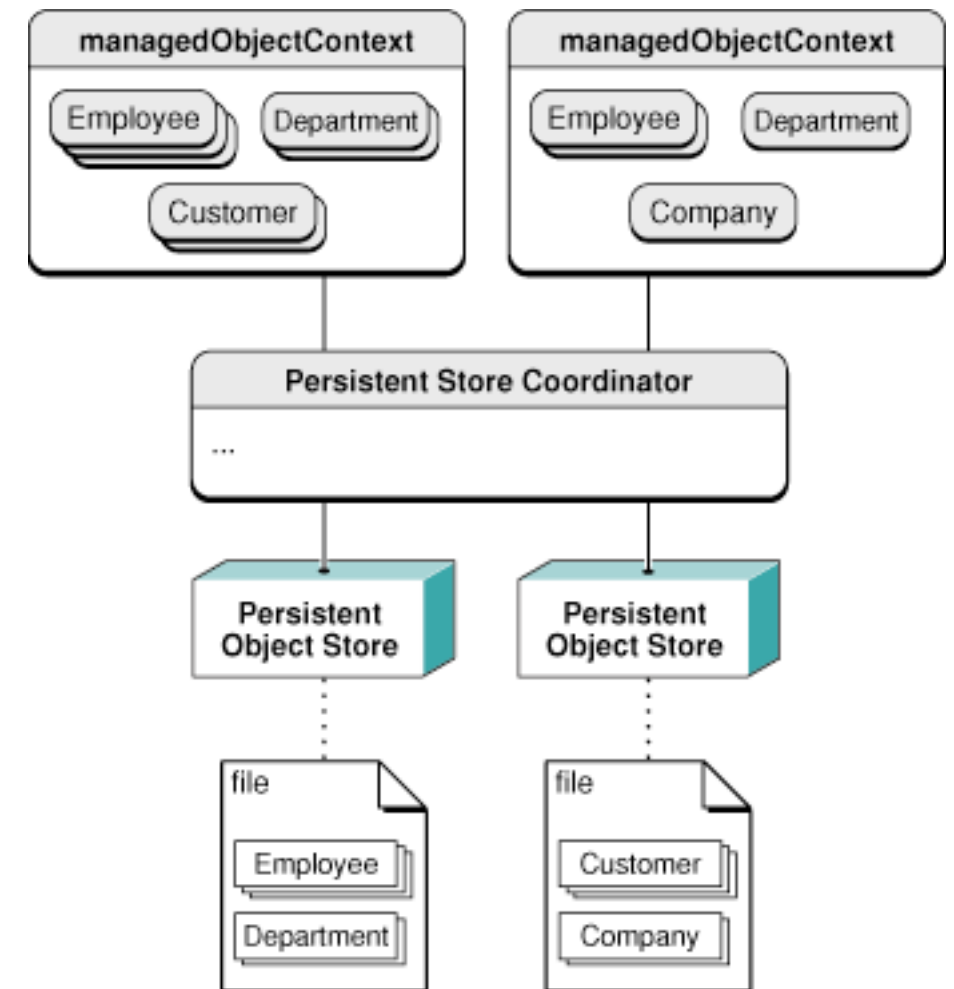 managedObjectContext
Employee
Department
Customer
managedObjectContext
Employee
Department
Company
Persistent Store Coordinator
...
Persistent
Object Store
Persistent
Object Store
file
Employee
Department
file
Customer
Company